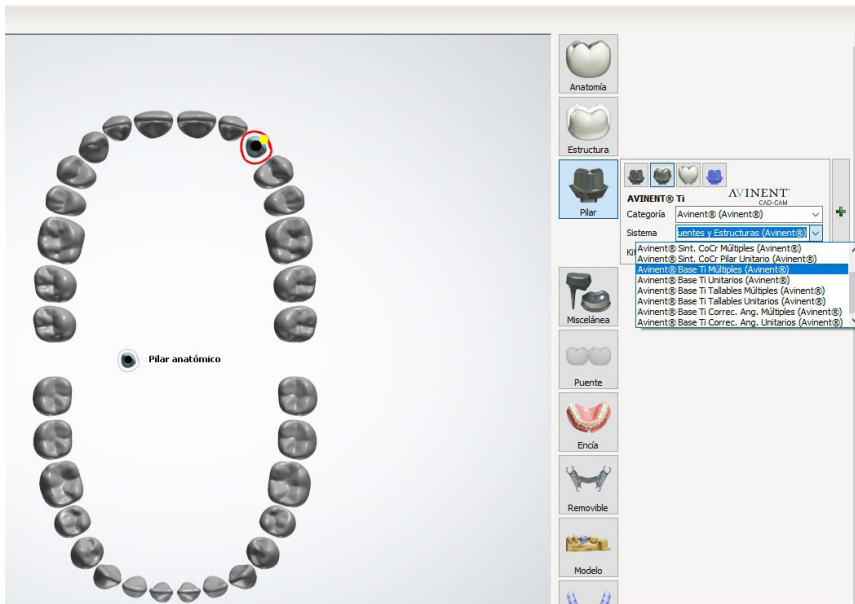 Anatomía
Estructura
Pilar
AVINENT® Ti
AVINENT®
CAD-CAM
Categoría
Avinent® (Avinent®)
Sistema
uentes y Estructuras (Avinent®)
Avinent® Sint. CoCr Múltiples (Avinent®)
Avinent® Sint. CoCr Pilar Unitario (Avinent®)
Avinent® Base Ti Múltiples (Avinent®)
Avinent® Base Ti Unitarios (Avinent®)
Avinent® Base Ti Tallables Múltiples (Avinent®)
Avinent® Base Ti Tallables Unitarios (Avinent®)
Avinent® Base Ti Correc. Ang. Múltiples (Avinent®)
Avinent® Base Ti Correc. Ang. Unitarios (Avinent®)
Miscelánea
Pilar anatómico
Puente
Encía
Removible
Modelo